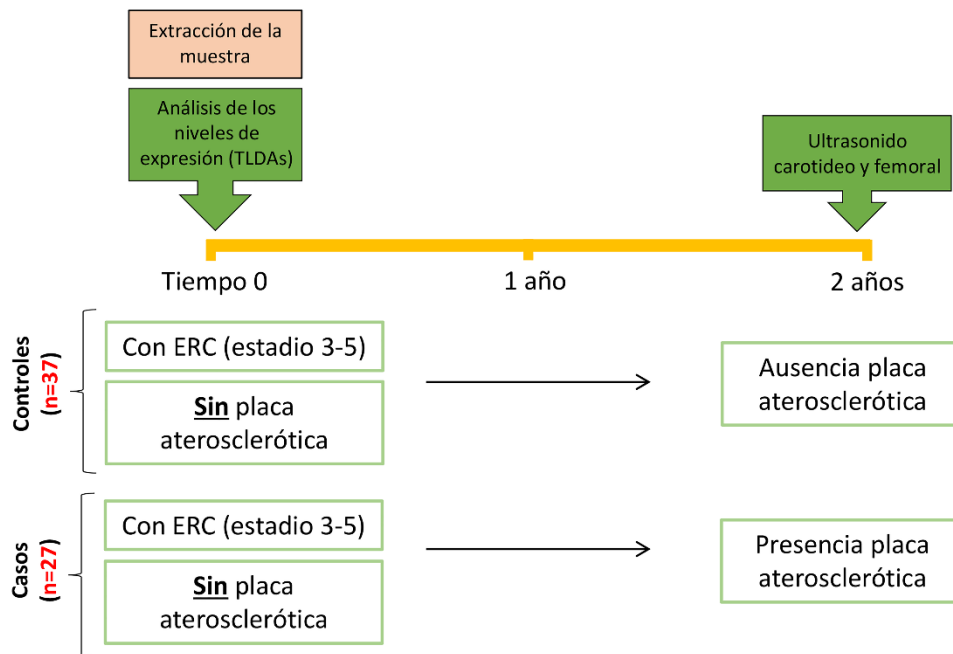 Extracción de la
muestra
Análisis de los
niveles de
expresión (TLDAs)
Ultrasonido
carotideo y femoral
Tiempo 0
1 año
2 años
Controles
(n=37)
Con ERC (estadio 3-5)
Sin placa
aterosclerótica
Ausencia placa
aterosclerótica
Casos
(n=27)
Con ERC (estadio 3-5)
Sin placa
aterosclerótica
Presencia placa
aterosclerótica